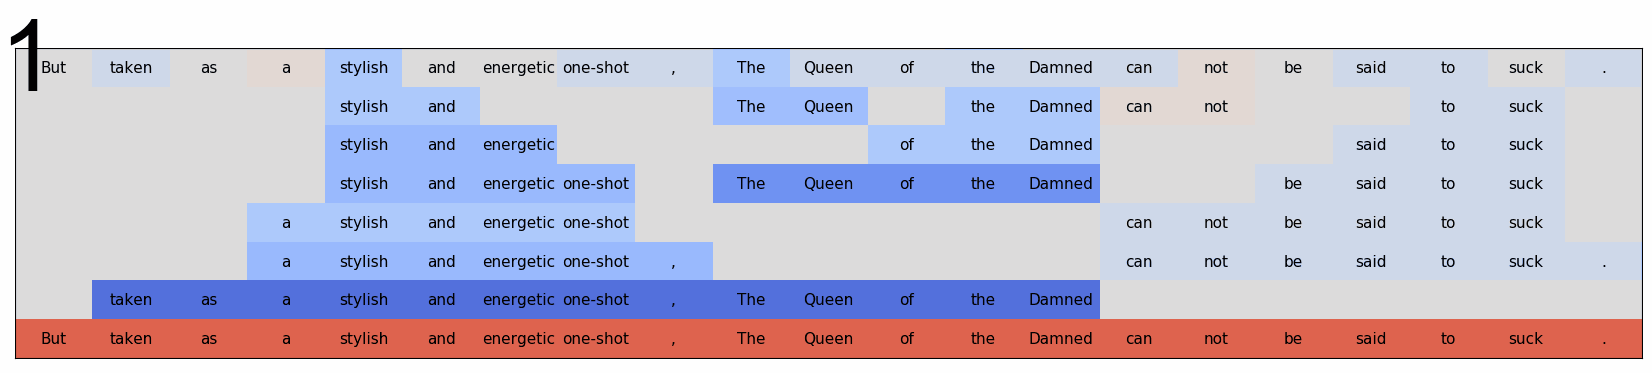 1
But taken as a stylish and energetic one-shot , The Queen of the Damned can not be said to suck .
stylish and The Queen the Damned can not to suck
stylish and energetic of the Damned said to suck
stylish and energetic one-shot The Queen of the Damned be said to suck
a stylish and energetic one-shot can not be said to suck
a stylish and energetic one-shot , can not be said to suck .
taken as a stylish and energetic one-shot , The Queen of the Damned
But taken as a stylish and energetic one-shot , The Queen of the Damned can not be said to suck .